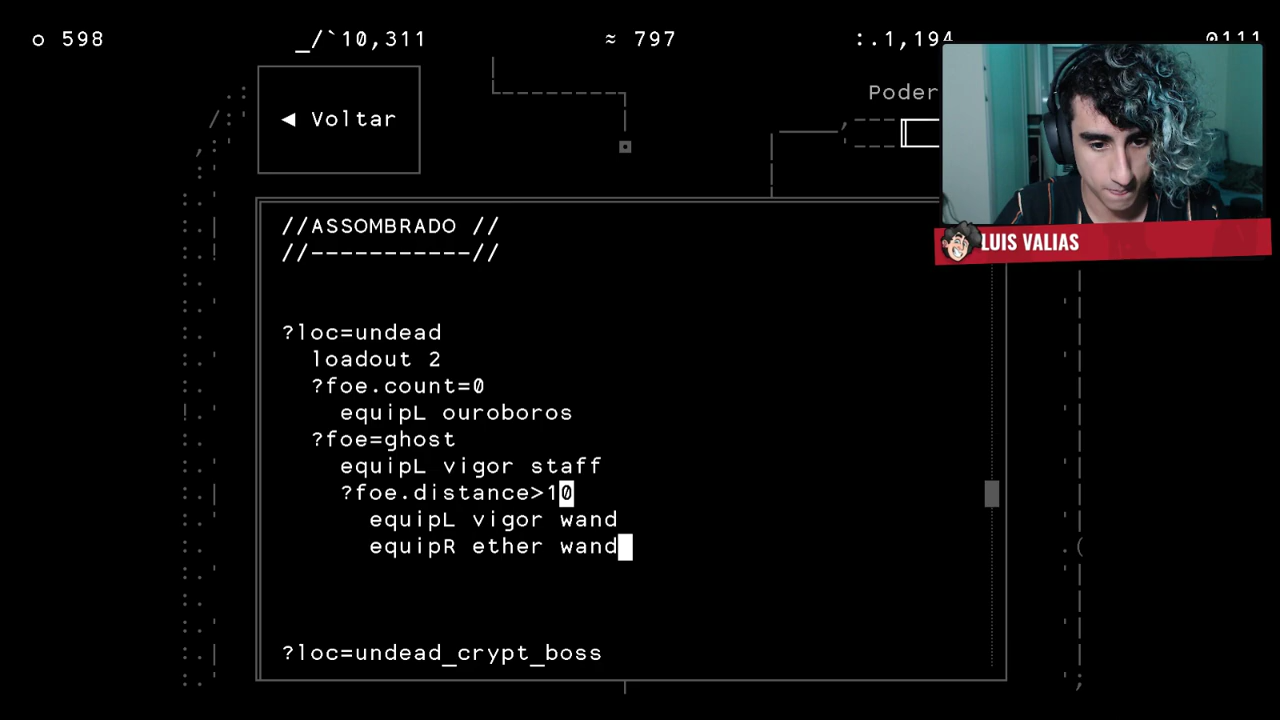 o 598
_/`10,311
≈ 797
:.1,194
@111
◄ Voltar
Poder
LUIS VALIAS
//ASSOMBRADO //
//-----------//
?loc=undead
loadout 2
?foe.count=0
equipL ouroboros
?foe=ghost
equipL vigor staff
?foe.distance>10
equipL vigor wand
equipR ether wand
?loc=undead_crypt_boss